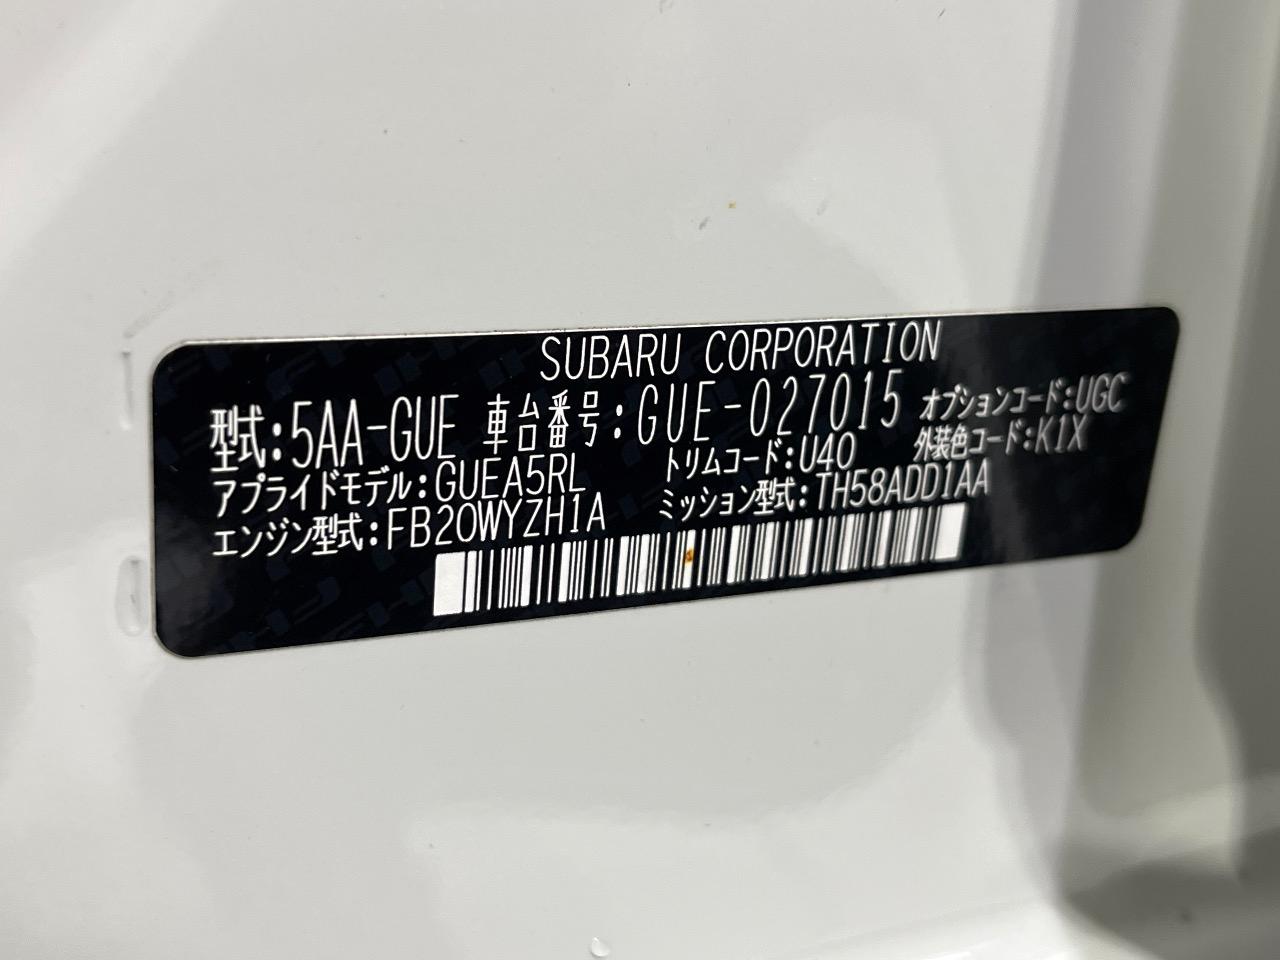 SUBARU CORPORATION
型式:5AA-GUE 車台番号:GUE-027015 オプションコード:UGC
アプライドモデル:GUEA5RL トリムコード:U40 外装色コード:K1X
エンジン型式:FB20WYZH1A ミッション型式:TH58ADD1AA